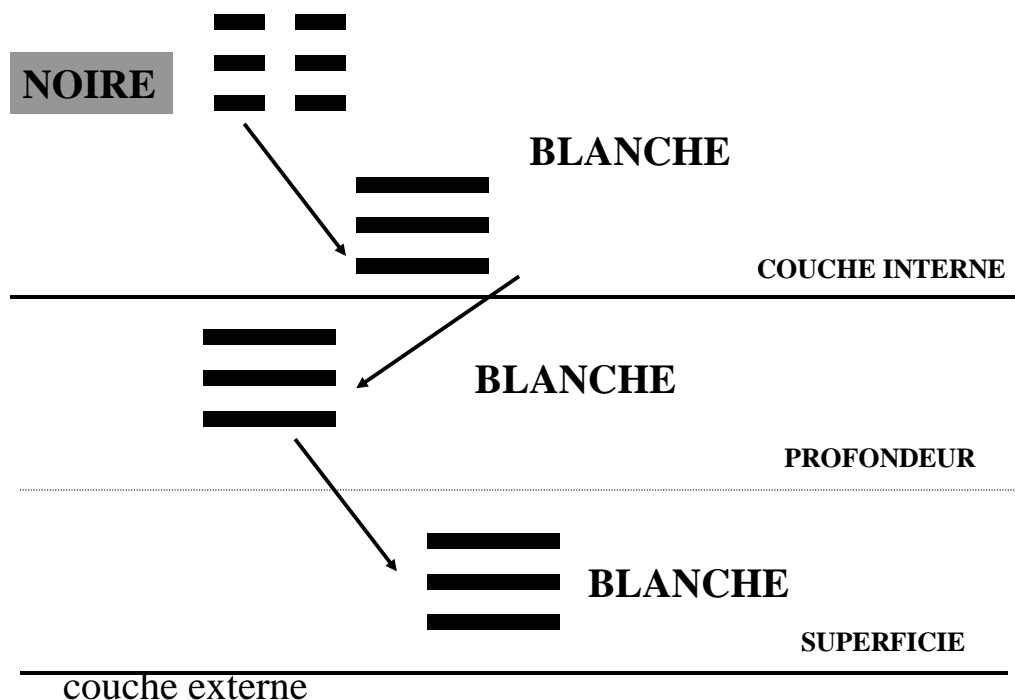 NOIRE
BLANCHE
COUCHE INTERNE
BLANCHE
PROFONDEUR
BLANCHE
SUPERFICIE
couche externe